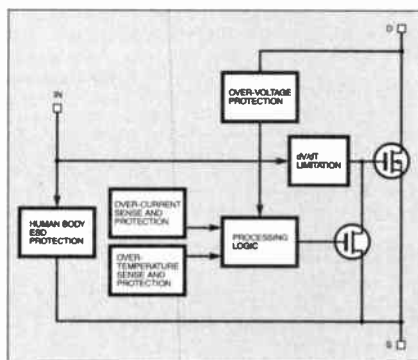 D
OVER-VOLTAGE
PROTECTION
IN
dV/dT
LIMITATION
OVER-CURRENT
SENSE AND
PROTECTION
HUMAN BODY
ESD
PROTECTION
PROCESSING
LOGIC
OVER-
TEMPERATURE
SENSE AND
PROTECTION
S